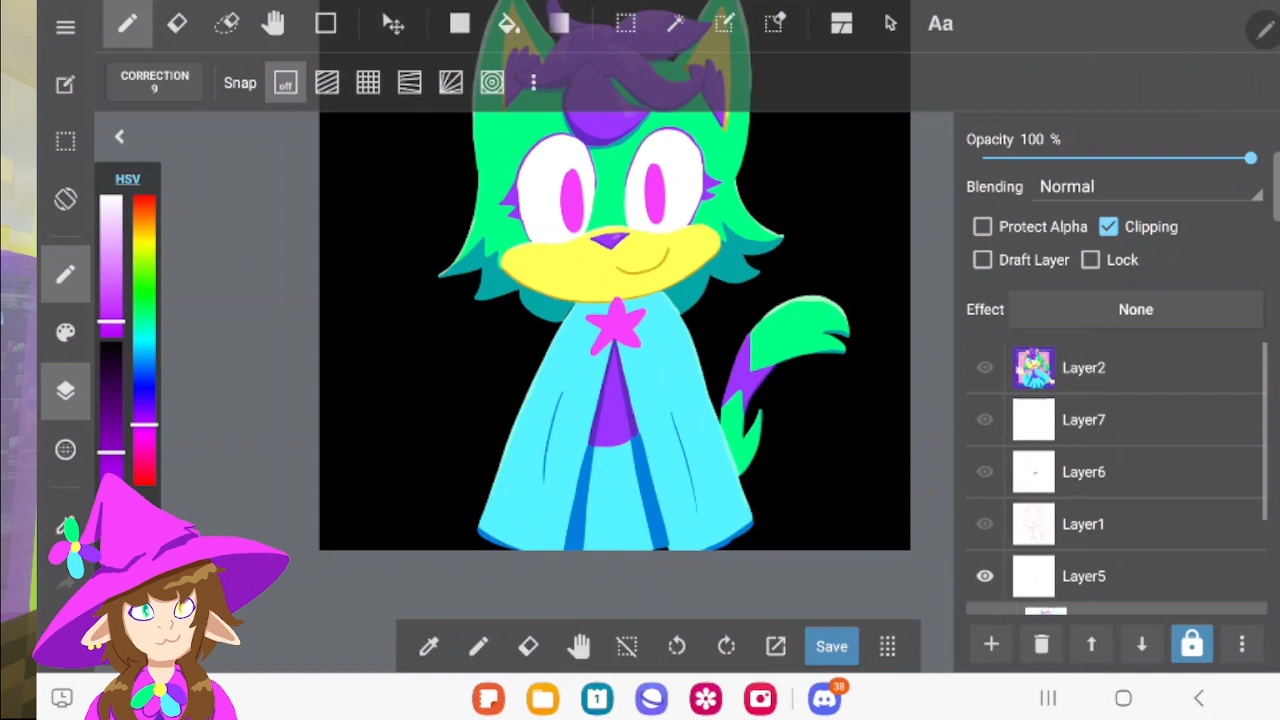 Aa
CORRECTION
9
Snap
off
HSV
Opacity 100 %
Blending Normal
Protect Alpha Clipping
Draft Layer Lock
Effect None
Layer2
Layer7
Layer6
Layer1
Layer5
Save
1
38